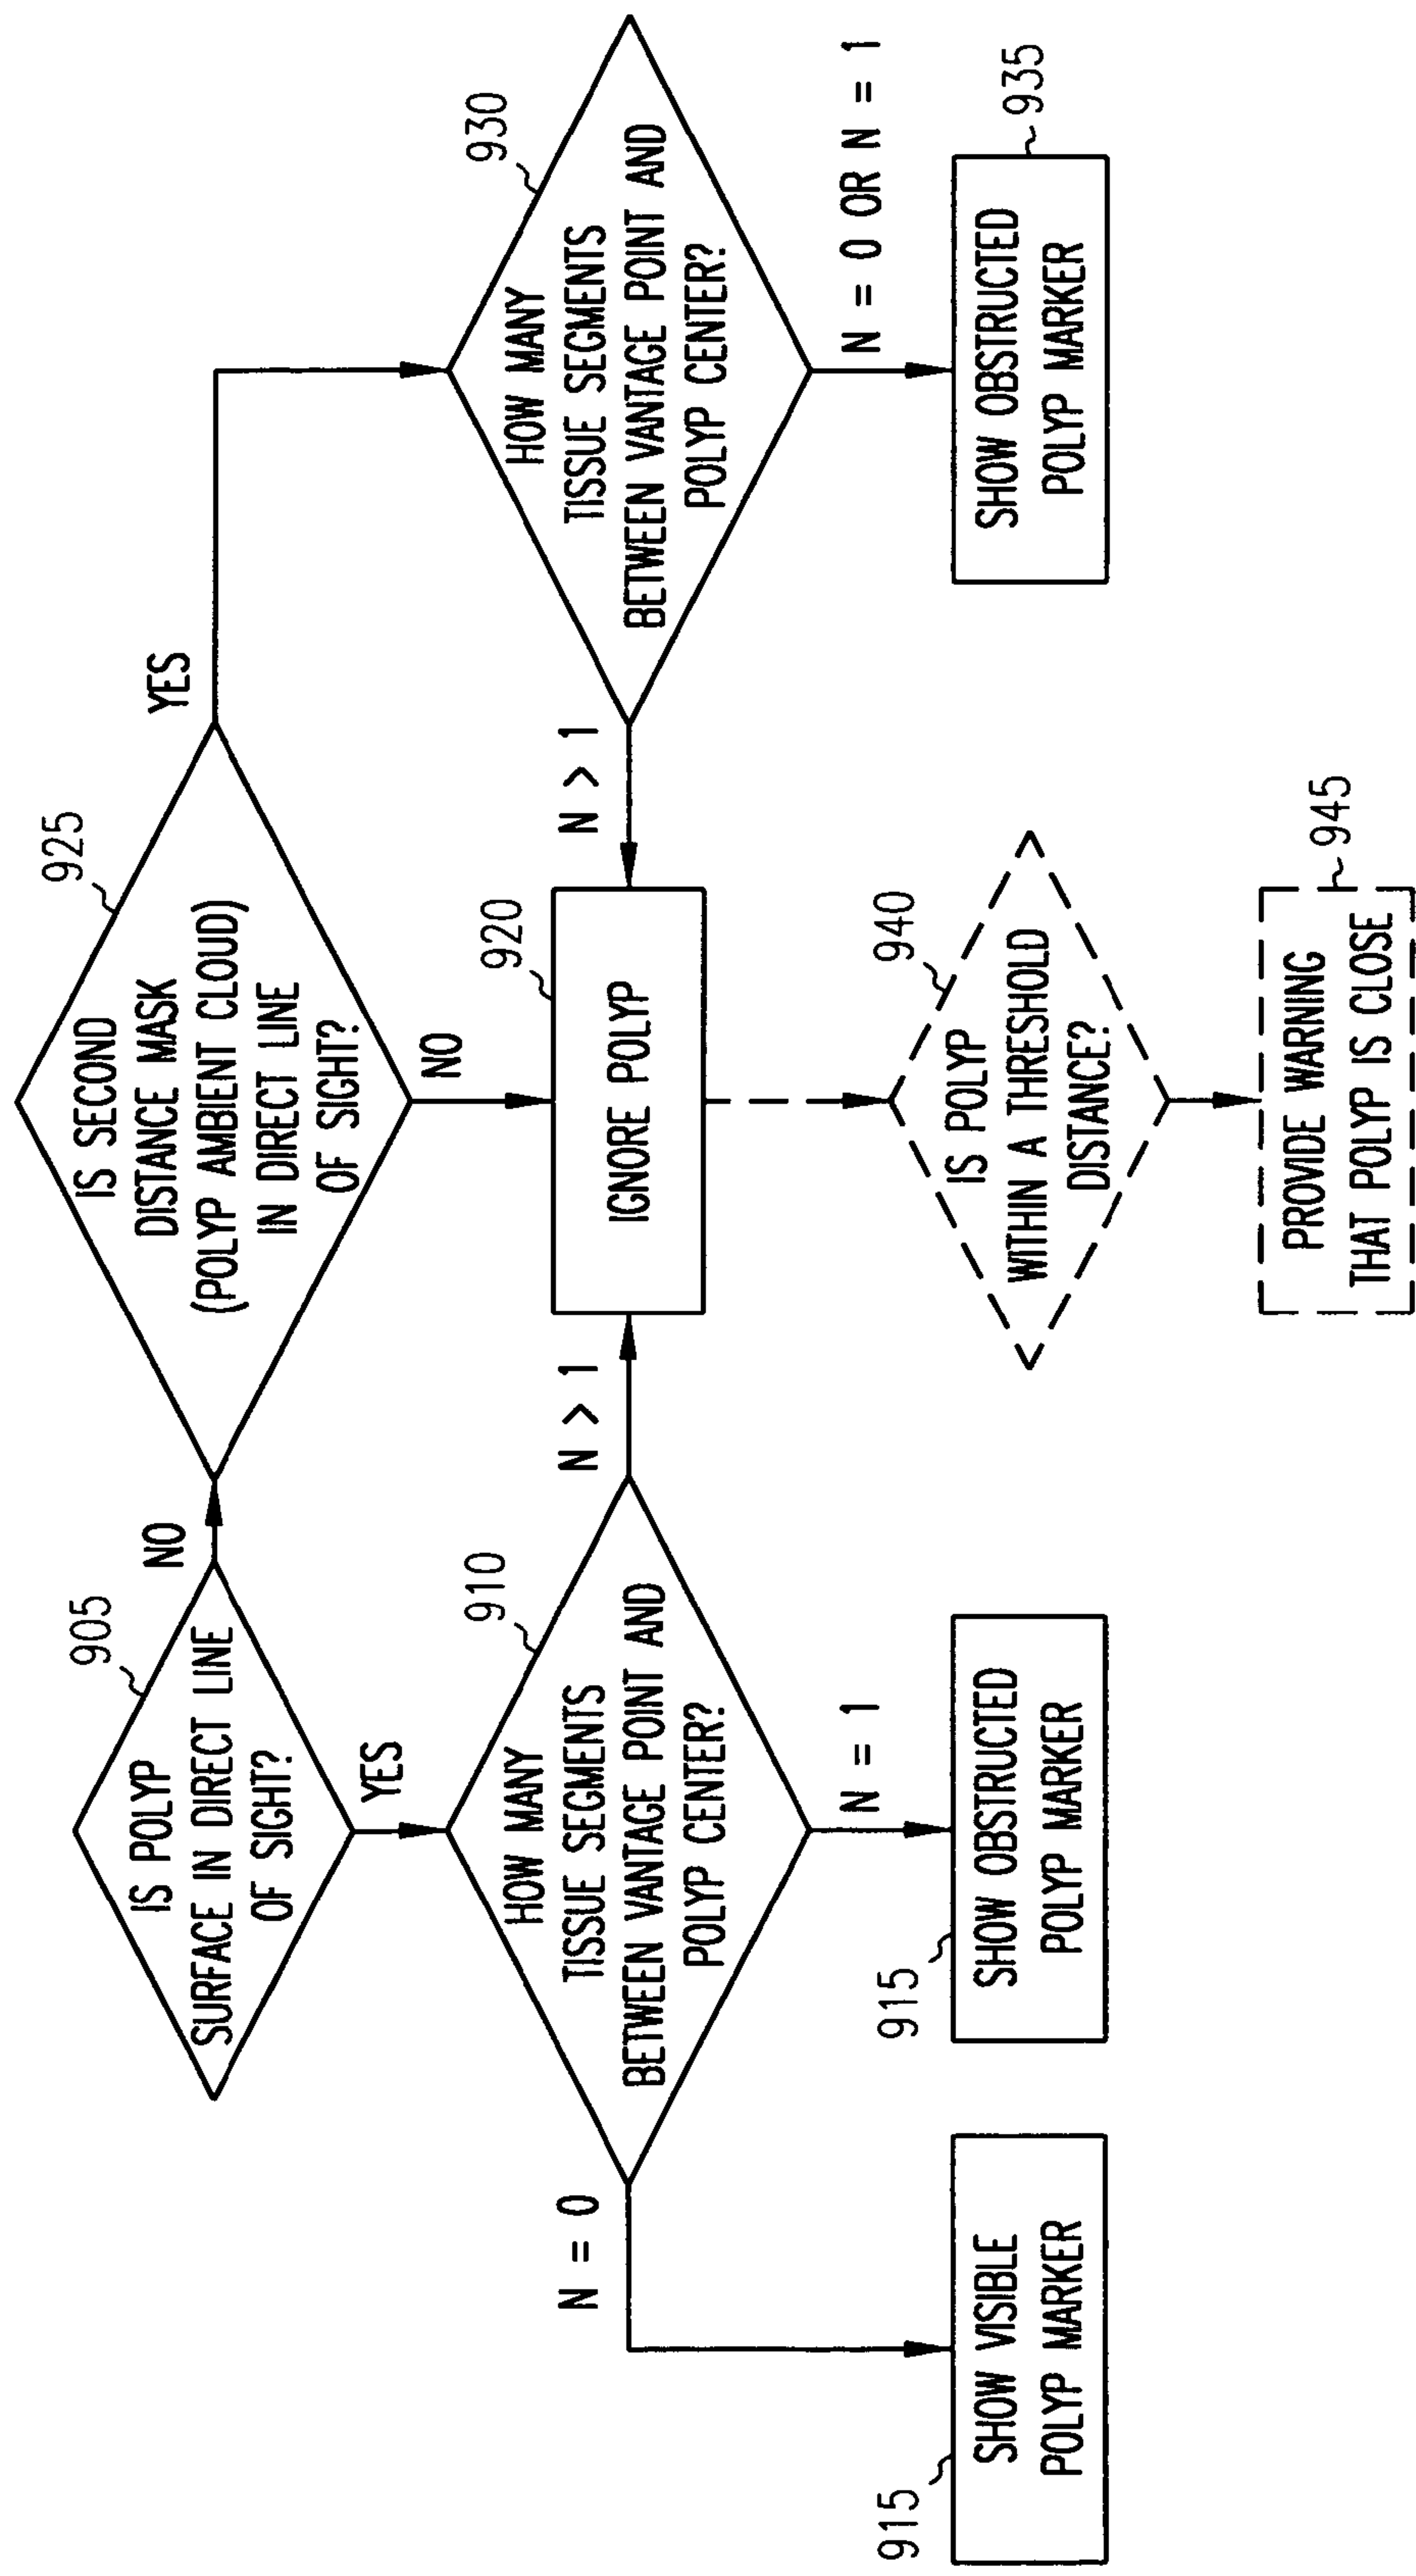 905
IS POLYP
SURFACE IN DIRECT LINE
OF SIGHT?
NO
YES
925
IS SECOND
DISTANCE MASK
(POLYP AMBIENT CLOUD)
IN DIRECT LINE
OF SIGHT?
YES
NO
910
HOW MANY
TISSUE SEGMENTS
BETWEEN VANTAGE POINT AND
POLYP CENTER?
N = 0
N > 1
N = 1
920
IGNORE POLYP
930
HOW MANY
TISSUE SEGMENTS
BETWEEN VANTAGE POINT AND
POLYP CENTER?
N > 1
N = 0 OR N = 1
915
SHOW VISIBLE
POLYP MARKER
915
SHOW OBSTRUCTED
POLYP MARKER
940
IS POLYP
WITHIN A THRESHOLD
DISTANCE?
935
SHOW OBSTRUCTED
POLYP MARKER
945
PROVIDE WARNING
THAT POLYP IS CLOSE